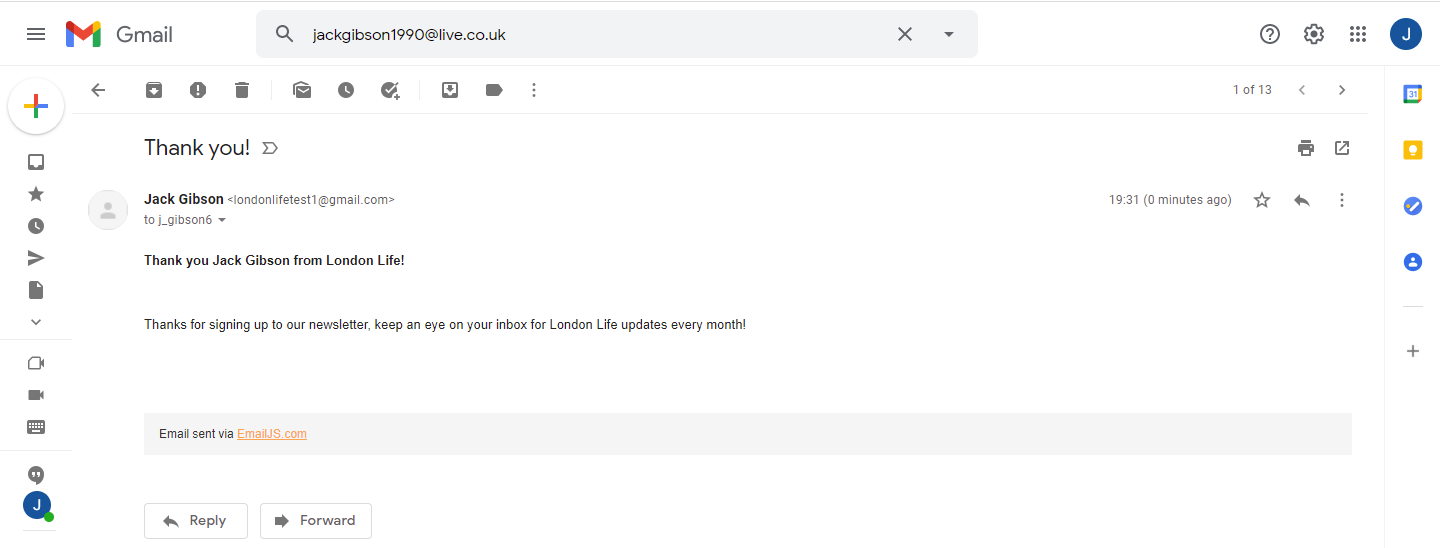 Gmail
jackgibson1990@live.co.uk
J
1 of 13
31
Thank you!
Jack Gibson <londonlifetest1@gmail.com>
19:31 (0 minutes ago)
to j_gibson6
Thank you Jack Gibson from London Life!
Thanks for signing up to our newsletter, keep an eye on your inbox for London Life updates every month!
Email sent via EmailJS.com
J
Reply
Forward